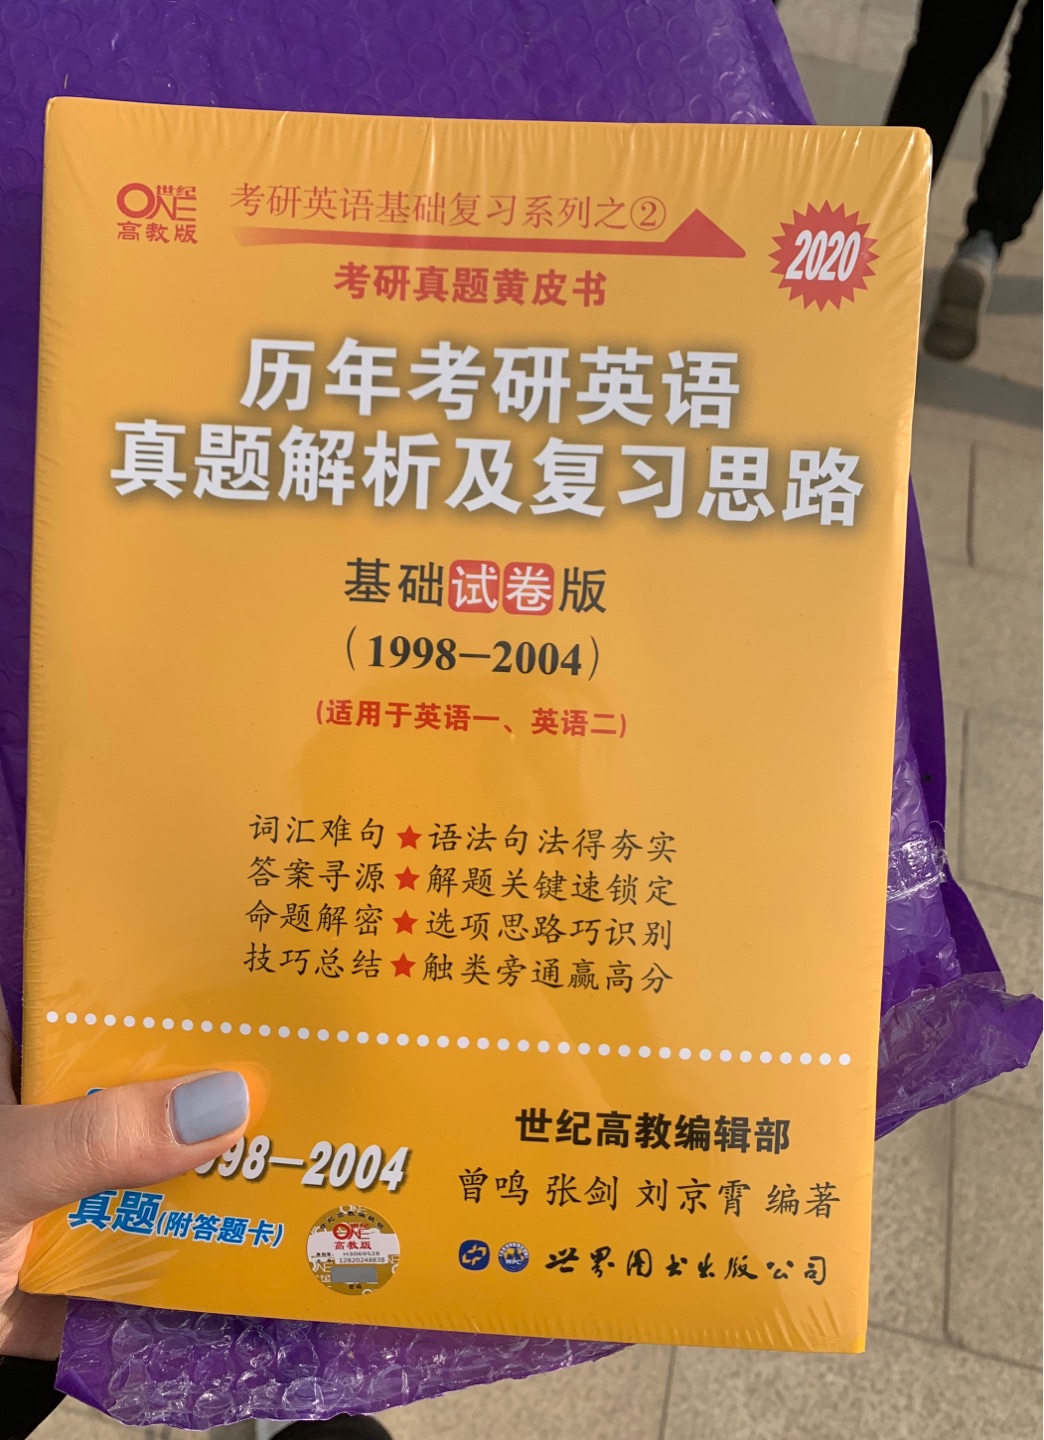 世纪
ONE
高教版
考研英语基础复习系列之②
考研真题黄皮书
2020
历年考研英语
真题解析及复习思路
基础试卷版
(1998—2004)
(适用于英语一、英语二)
词汇难句★语法句法得夯实
答案寻源★解题关键速锁定
命题解密★选项思路巧识别
技巧总结★触类旁通赢高分
世纪高教编辑部
曾鸣 张剑 刘京霄 编著
世界图书出版公司
98—2004
真题(附答题卡)
ONE
高教版
12820248838
WPC